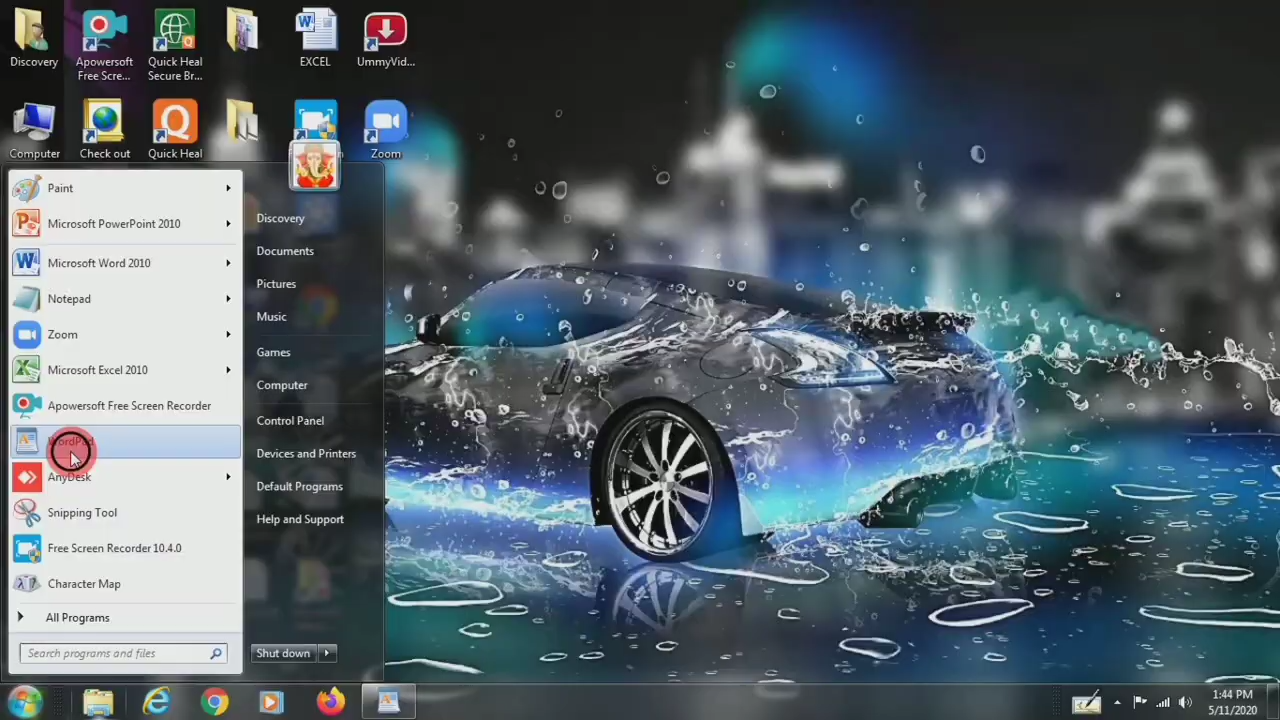 Discovery
Apowersoft
Free Scre...
Quick Heal
Secure Br...
EXCEL
UmmyVid...
Computer
Check out
Quick Heal
Zoom
Paint
Microsoft PowerPoint 2010
Microsoft Word 2010
Notepad
Zoom
Microsoft Excel 2010
Apowersoft Free Screen Recorder
WordPad
AnyDesk
Snipping Tool
Free Screen Recorder 10.4.0
Character Map
All Programs
Search programs and files
Discovery
Documents
Pictures
Music
Games
Computer
Control Panel
Devices and Printers
Default Programs
Help and Support
Shut down
1:44 PM
5/11/2020